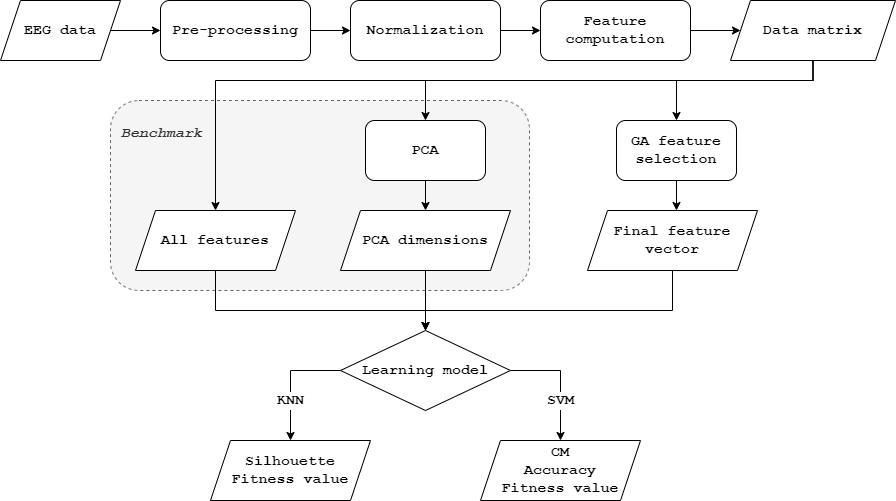 EEG data
Pre-processing
Normalization
Feature
computation
Data matrix
Benchmark
PCA
GA feature
selection
All features
PCA dimensions
Final feature
vector
Learning model
KNN
SVM
Silhouette
Fitness value
CM
Accuracy
Fitness value